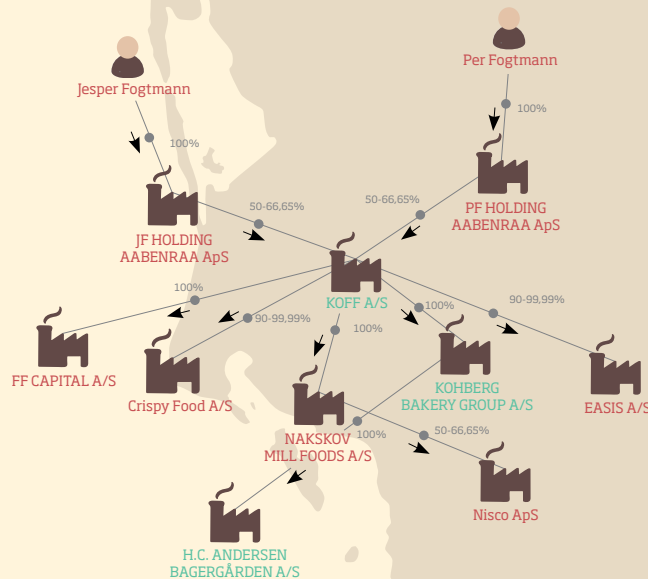 Per Fogtmann
Jesper Fogtmann
100%
100%
50-66,65%
50-66,65%
PF HOLDING
AABENRAA ApS
JF HOLDING
AABENRAA ApS
KOFF A/S
100%
90-99,99%
100%
90-99,99%
100%
FF CAPITAL A/S
Crispy Food A/S
KOHBERG
BAKERY GROUP A/S
EASIS A/S
100%
50-66,65%
NAKSKOV
MILL FOODS A/S
Nisco ApS
H.C. ANDERSEN
BAGERGÅRDEN A/S